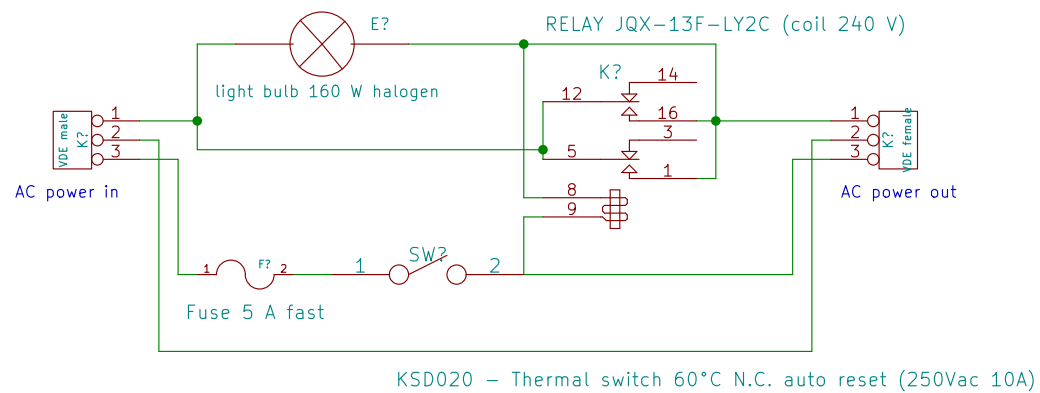 RELAY JQX-13F-LY2C (coil 240 V)
E?
light bulb 160 W halogen
K?
14
12
16
3
5
1
8
9
VDE male
K?
1
2
3
AC power in
1
2
3
K?
VDE female
AC power out
1
F?
2
Fuse 5 A fast
1
SW?
2
KSD020 - Thermal switch 60°C N.C. auto reset (250Vac 10A)